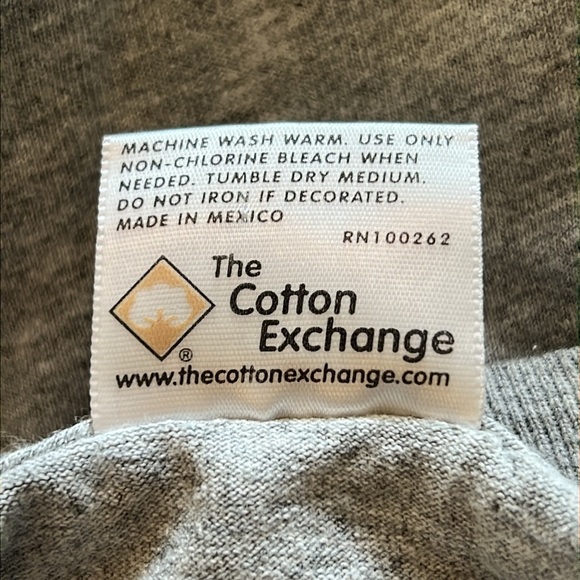 MACHINE WASH WARM. USE ONLY
NON-CHLORINE BLEACH WHEN
NEEDED. TUMBLE DRY MEDIUM.
DO NOT IRON IF DECORATED.
MADE IN MEXICO
RN100262
The
Cotton
Exchange
®
www.thecottonexchange.com